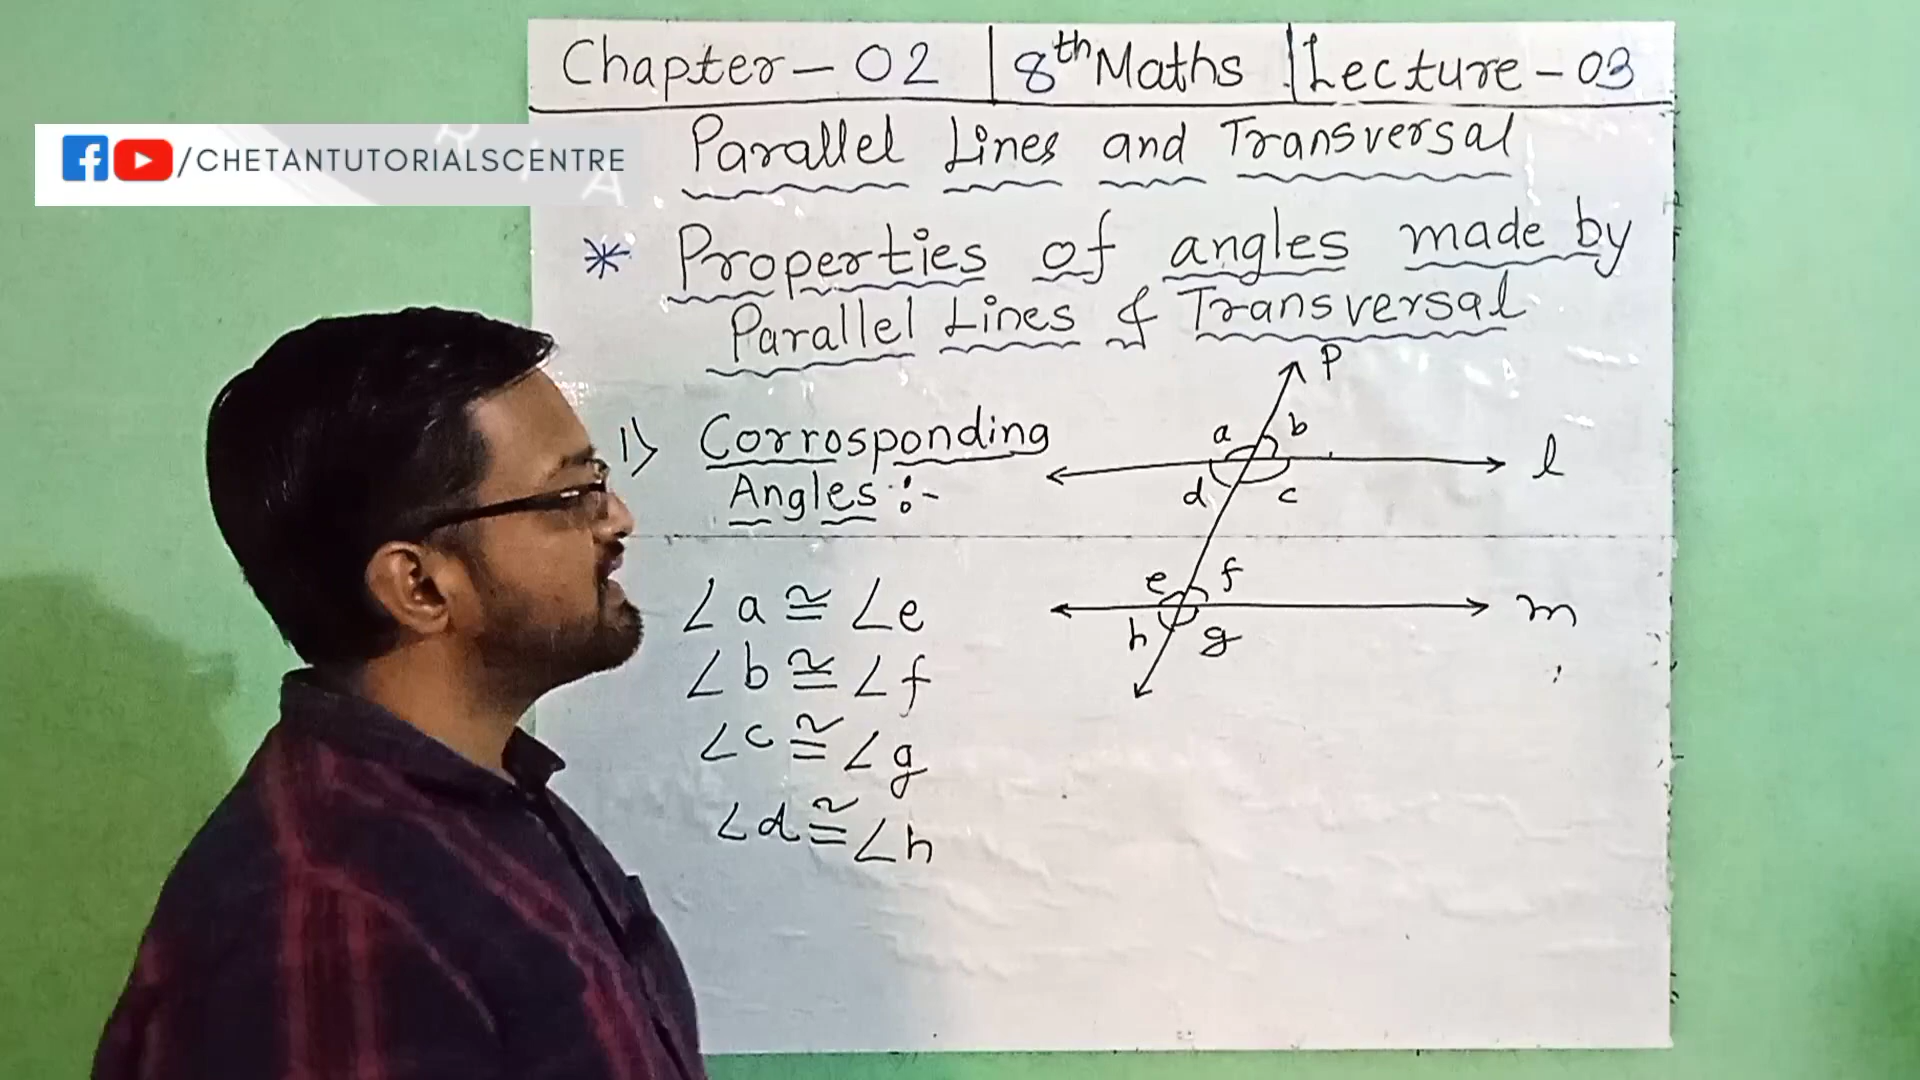 Chapter - 02 | 8th Maths | Lecture - 03
/CHETANTUTORIALSCENTRE
Parallel Lines and Transversal
* Properties of angles made by
Parallel Lines & Transversal
1) Corrosponding
Angles :-
∠a ≅ ∠e
∠b ≅ ∠f
∠c ≅ ∠g
∠d ≅ ∠h
P
a b
l
d c
e f
m
h g